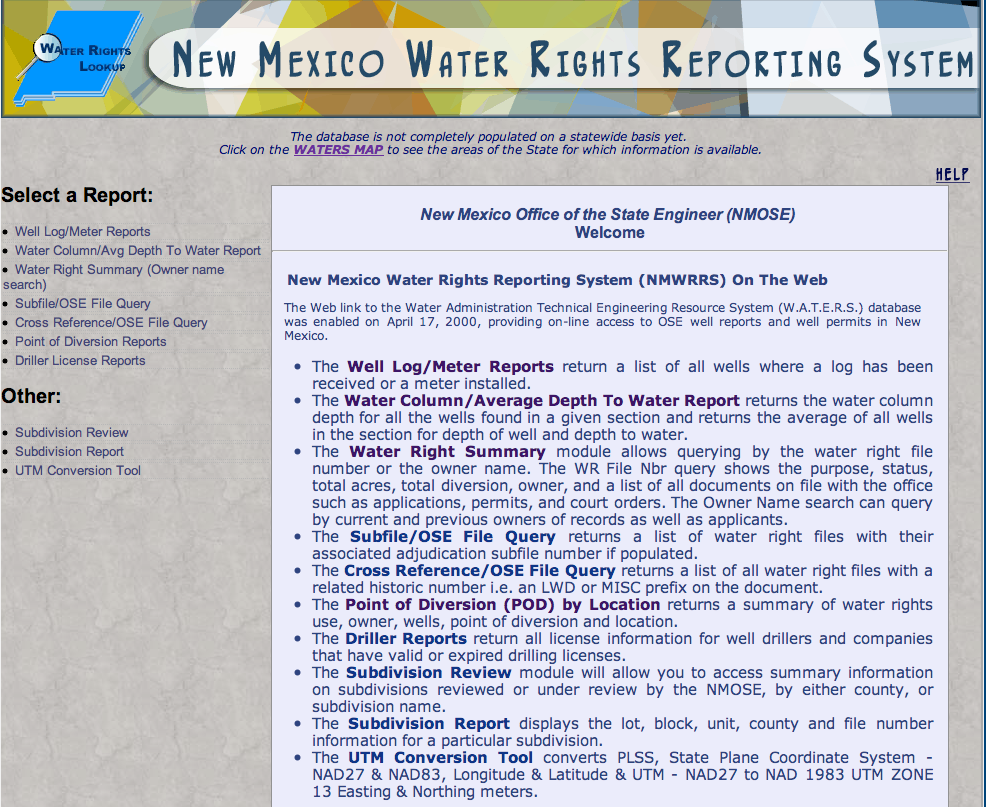 WATER RIGHTS
LOOKUP
NEW MEXICO WATER RIGHTS REPORTING SYSTEM
The database is not completely populated on a statewide basis yet.
Click on the WATERS MAP to see the areas of the State for which information is available.
HELP
Select a Report:
Well Log/Meter Reports
Water Column/Avg Depth To Water Report
Water Right Summary (Owner name
search)
Subfile/OSE File Query
Cross Reference/OSE File Query
Point of Diversion Reports
Driller License Reports
Other:
Subdivision Review
Subdivision Report
UTM Conversion Tool
New Mexico Office of the State Engineer (NMOSE)
Welcome
New Mexico Water Rights Reporting System (NMWRRS) On The Web
The Web link to the Water Administration Technical Engineering Resource System (W.A.T.E.R.S.) database
was enabled on April 17, 2000, providing on-line access to OSE well reports and well permits in New
Mexico.
• The Well Log/Meter Reports return a list of all wells where a log has been
received or a meter installed.
• The Water Column/Average Depth To Water Report returns the water column
depth for all the wells found in a given section and returns the average of all wells
in the section for depth of well and depth to water.
• The Water Right Summary module allows querying by the water right file
number or the owner name. The WR File Nbr query shows the purpose, status,
total acres, total diversion, owner, and a list of all documents on file with the office
such as applications, permits, and court orders. The Owner Name search can query
by current and previous owners of records as well as applicants.
• The Subfile/OSE File Query returns a list of water right files with their
associated adjudication subfile number if populated.
• The Cross Reference/OSE File Query returns a list of all water right files with a
related historic number i.e. an LWD or MISC prefix on the document.
• The Point of Diversion (POD) by Location returns a summary of water rights
use, owner, wells, point of diversion and location.
• The Driller Reports return all license information for well drillers and companies
that have valid or expired drilling licenses.
• The Subdivision Review module will allow you to access summary information
on subdivisions reviewed or under review by the NMOSE, by either county, or
subdivision name.
• The Subdivision Report displays the lot, block, unit, county and file number
information for a particular subdivision.
• The UTM Conversion Tool converts PLSS, State Plane Coordinate System -
NAD27 & NAD83, Longitude & Latitude & UTM - NAD27 to NAD 1983 UTM ZONE
13 Easting & Northing meters.